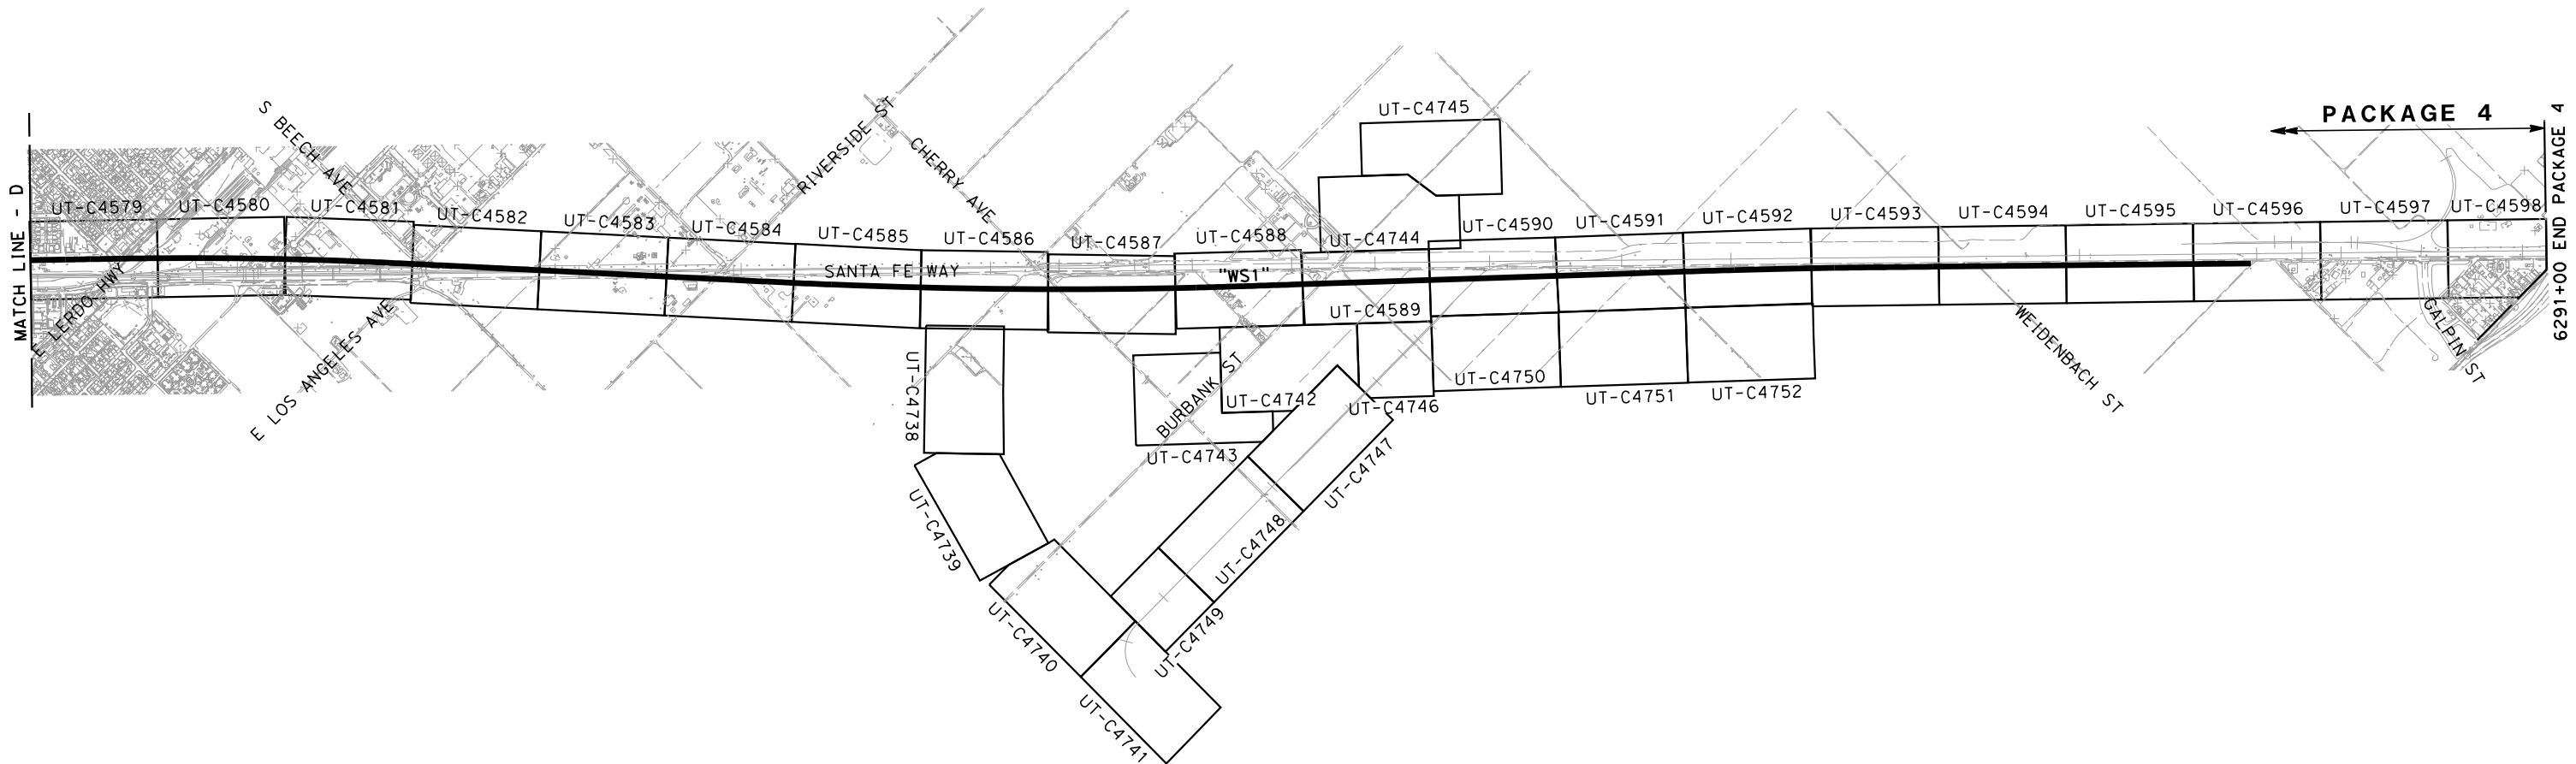 MATCH LINE - D
UT-C4579
UT-C4580
UT-C4581
UT-C4582
UT-C4583
UT-C4584
UT-C4585
UT-C4586
UT-C4587
UT-C4588
UT-C4744
UT-C4745
UT-C4590
UT-C4591
UT-C4592
UT-C4593
UT-C4594
UT-C4595
UT-C4596
UT-C4597
UT-C4598
PACKAGE 4
6291+00 END PACKAGE 4
S BEECH AVE
RIVERSIDE ST
CHERRY AVE
SANTA FE WAY
"WS1"
E LERDO HWY
E LOS ANGELES AVE
UT-C4589
BURBANK ST
WEIDENBACH ST
GALPIN ST
UT-C4738
UT-C4739
UT-C4740
UT-C4741
UT-C4742
UT-C4743
UT-C4746
UT-C4747
UT-C4748
UT-C4749
UT-C4750
UT-C4751
UT-C4752